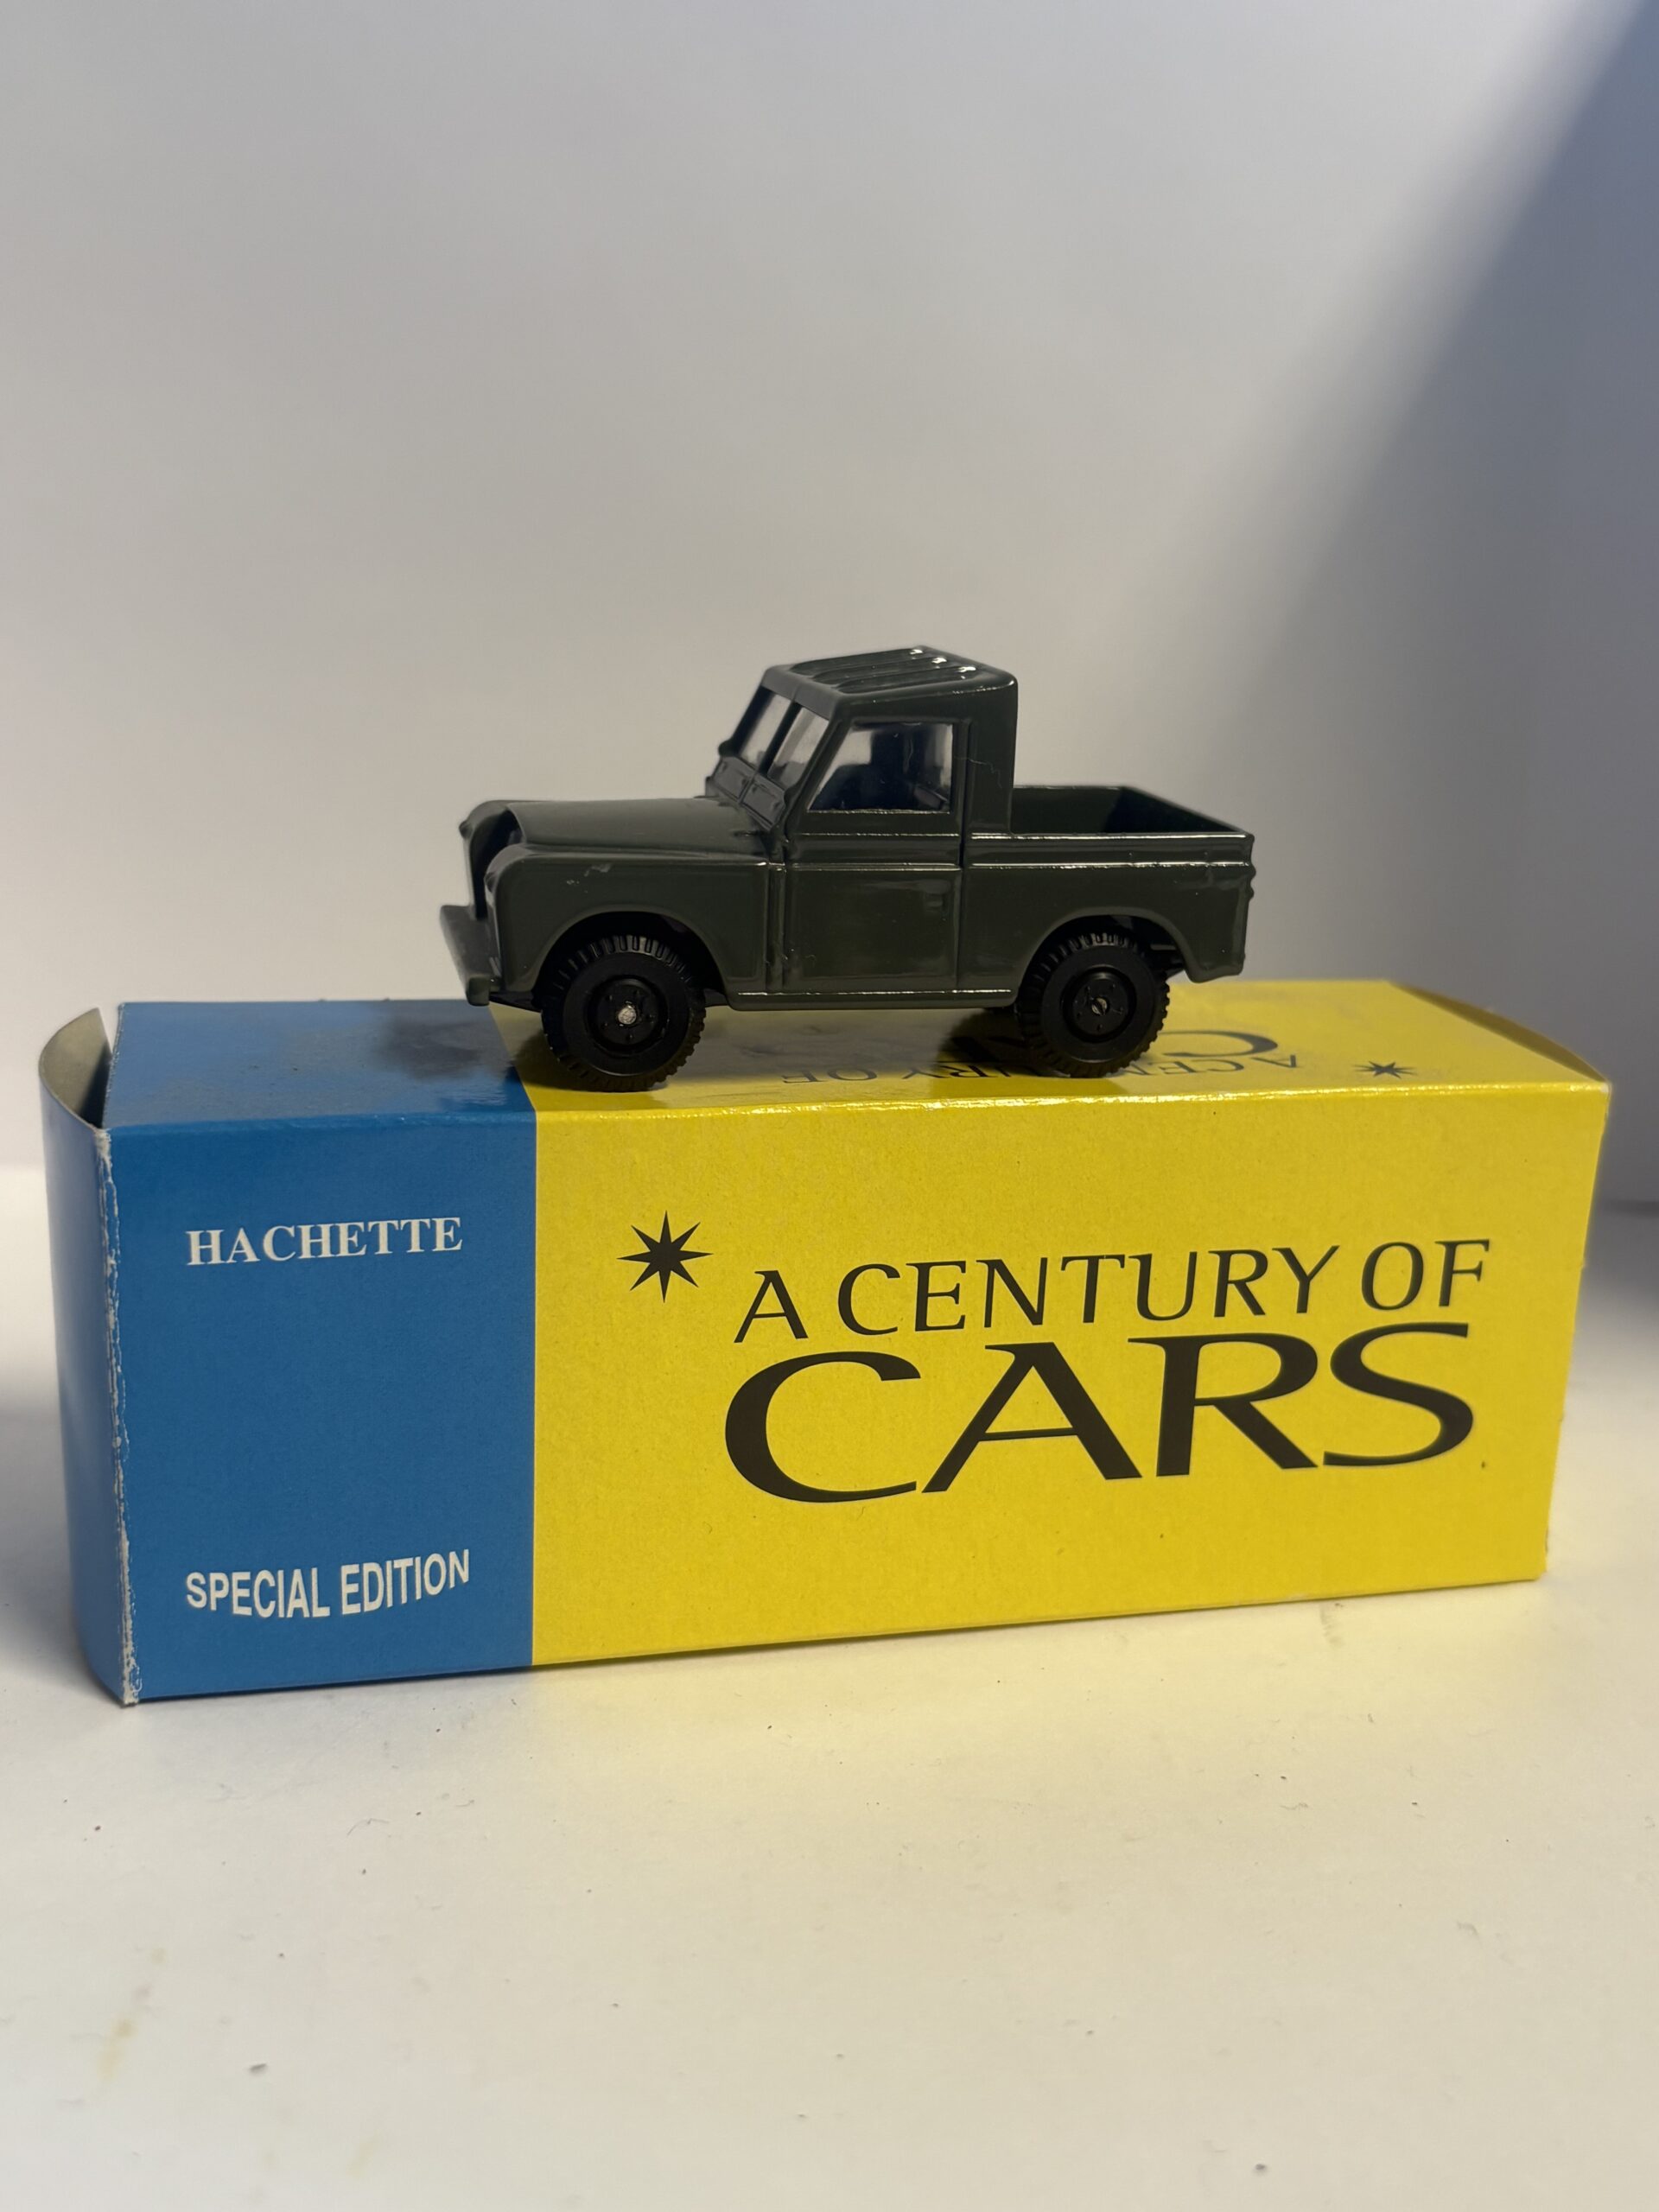 HACHETTE
SPECIAL EDITION
A CENTURY OF
CARS